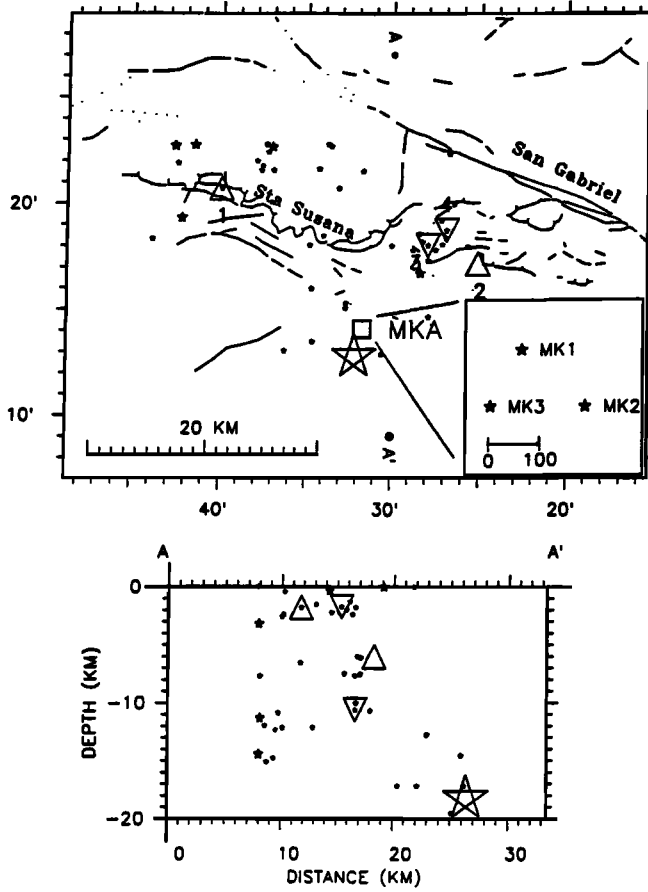 A
San Gabriel
20'
Sta Susana
1
4
4
2
MKA
MK1
MK3
MK2
0 100
10'
20 KM
A'
40' 30' 20'
A A'
0
-10
-20
DEPTH (KM)
0 10 20 30
DISTANCE (KM)